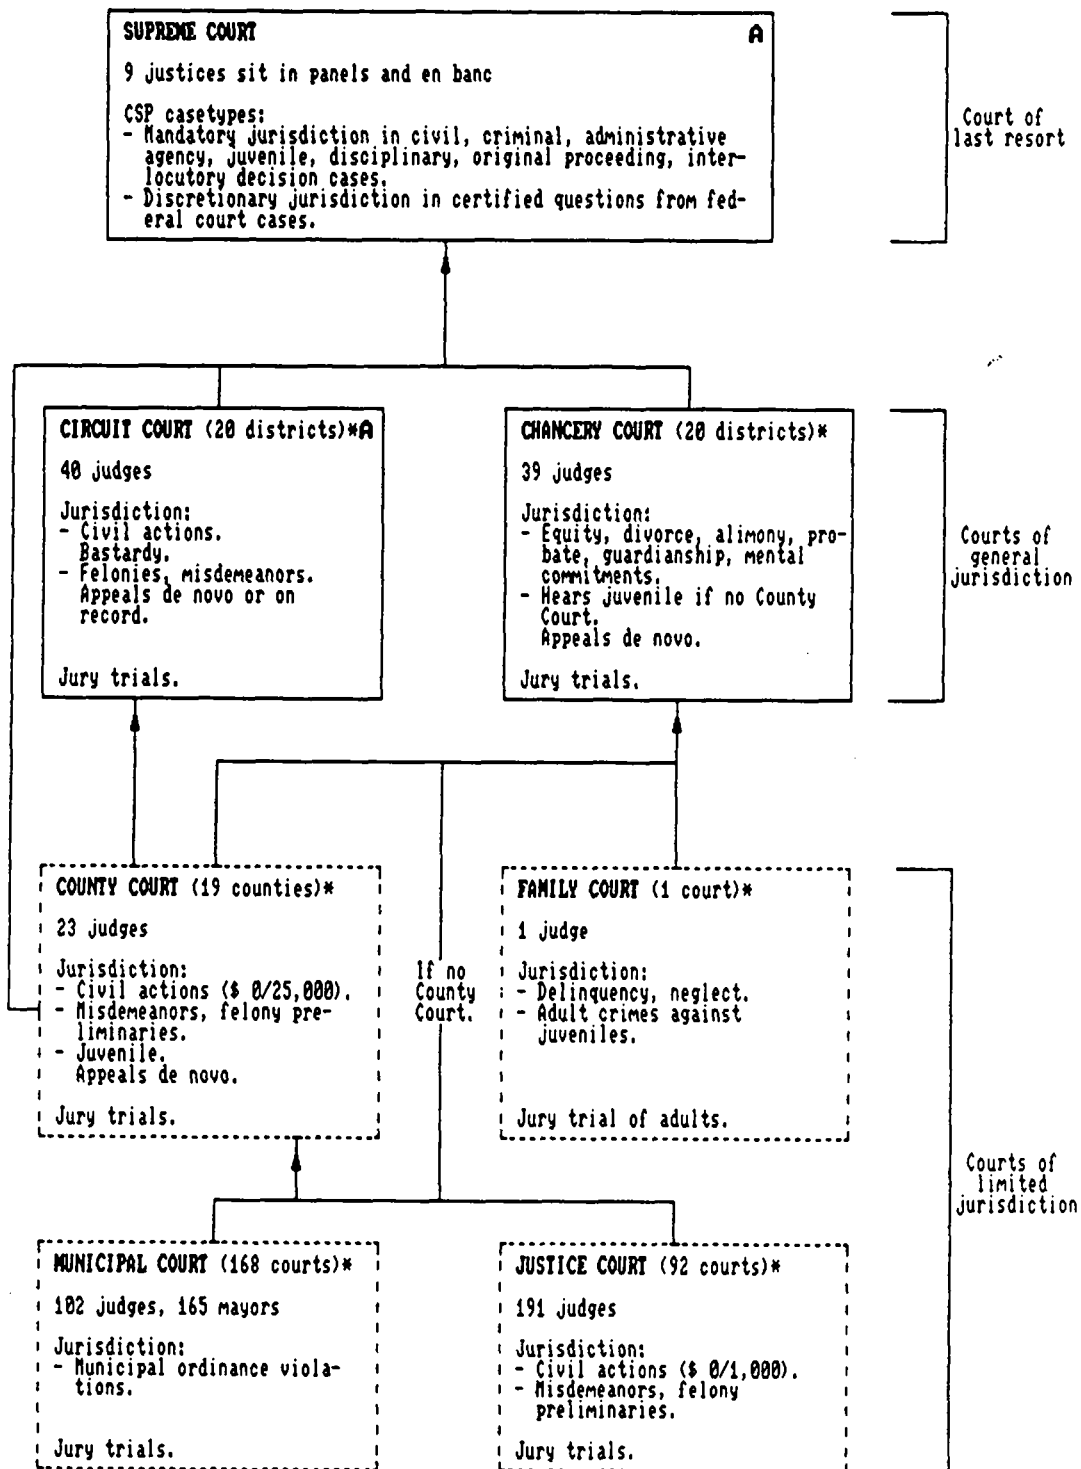 SUPREME COURT A
9 justices sit in panels and en banc
CSP casetypes:
- Mandatory jurisdiction in civil, criminal, administrative
agency, juvenile, disciplinary, original proceeding, inter-
locutory decision cases.
- Discretionary jurisdiction in certified questions from fed-
eral court cases.
Court of
last resort
CIRCUIT COURT (20 districts)*A
40 judges
Jurisdiction:
- Civil actions.
Bastardy.
- Felonies, misdemeanors.
Appeals de novo or on
record.
Jury trials.
CHANCERY COURT (20 districts)*
39 judges
Jurisdiction:
- Equity, divorce, alimony, pro-
bate, guardianship, mental
commitments.
- Hears juvenile if no County
Court.
Appeals de novo.
Jury trials.
Courts of
general
jurisdiction
COUNTY COURT (19 counties)*
23 judges
Jurisdiction:
- Civil actions ($ 0/25,000).
- Misdemeanors, felony pre-
liminaries.
- Juvenile.
Appeals de novo.
Jury trials.
If no
County
Court.
FAMILY COURT (1 court)*
1 judge
Jurisdiction:
- Delinquency, neglect.
- Adult crimes against
juveniles.
Jury trial of adults.
Courts of
limited
jurisdiction
MUNICIPAL COURT (168 courts)*
102 judges, 165 mayors
Jurisdiction:
- Municipal ordinance viola-
tions.
Jury trials.
JUSTICE COURT (92 courts)*
191 judges
Jurisdiction:
- Civil actions ($ 0/1,000).
- Misdemeanors, felony
preliminaries.
Jury trials.